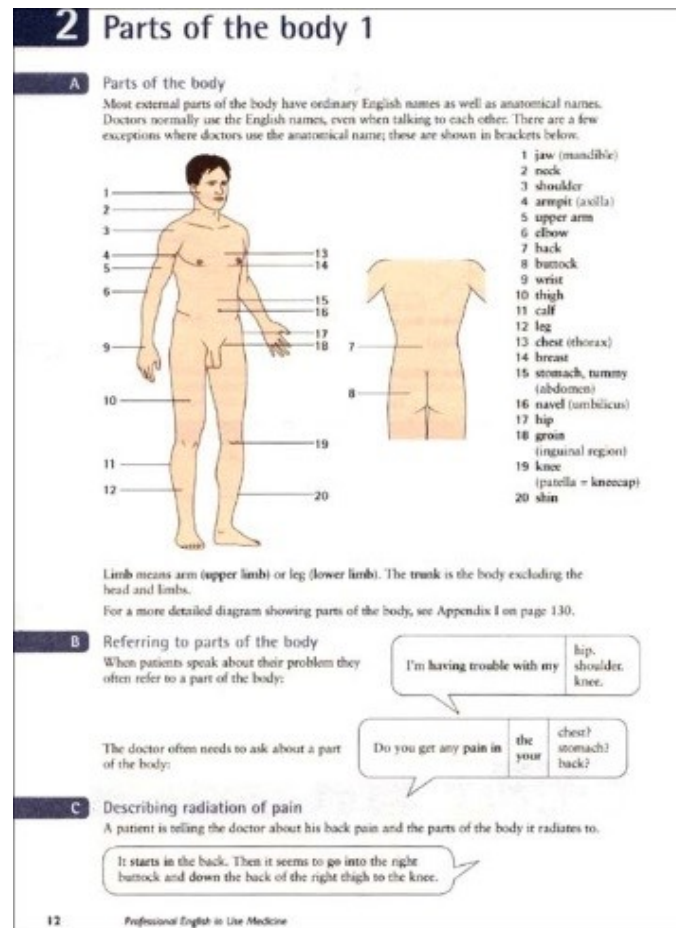 2 Parts of the body 1
A Parts of the body
Most external parts of the body have ordinary English names as well as anatomical names.
Doctors normally use the English names, even when talking to each other. There are a few
exceptions where doctors use the anatomical name; these are shown in brackets below.
1
2
3
4
5
6
9
10
11
12
13
14
15
16
17
18
19
20
7
8
1 jaw (mandible)
2 neck
3 shoulder
4 armpit (axilla)
5 upper arm
6 elbow
7 back
8 buttock
9 wrist
10 thigh
11 calf
12 leg
13 chest (thorax)
14 breast
15 stomach, tummy
(abdomen)
16 navel (umbilicus)
17 hip
18 groin
(inguinal region)
19 knee
(patella = kneecap)
20 shin
Limb means arm (upper limb) or leg (lower limb). The trunk is the body excluding the
head and limbs.
For a more detailed diagram showing parts of the body, see Appendix I on page 130.
B Referring to parts of the body
When patients speak about their problem they
often refer to a part of the body:
I'm having trouble with my
hip.
shoulder.
knee.
The doctor often needs to ask about a part
of the body:
Do you get any pain in
the
your
chest?
stomach?
back?
C Describing radiation of pain
A patient is telling the doctor about his back pain and the parts of the body it radiates to.
It starts in the back. Then it seems to go into the right
buttock and down the back of the right thigh to the knee.
12 Professional English in Use Medicine